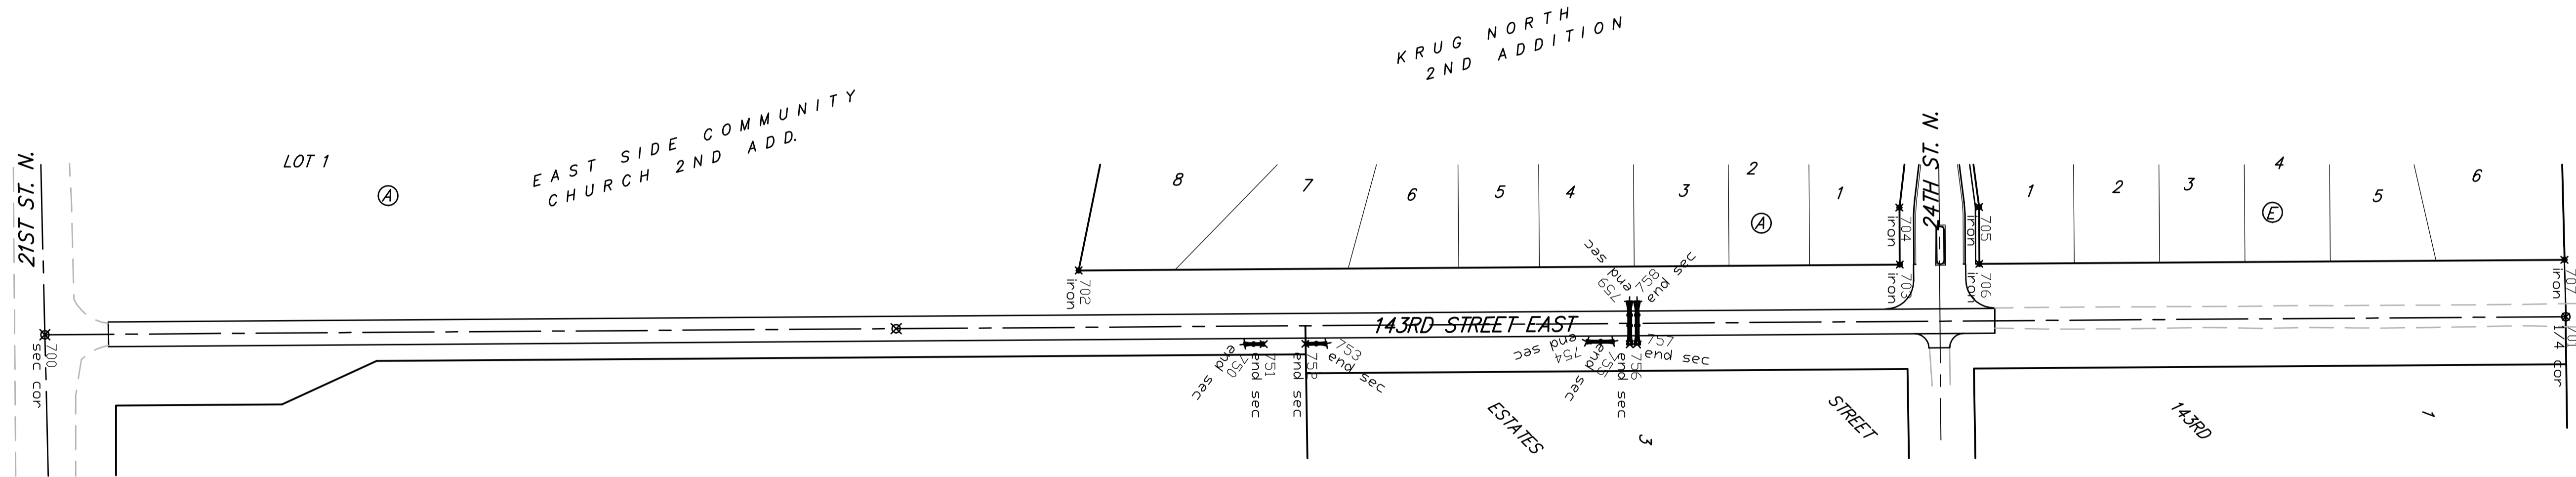 KRUG NORTH
2ND ADDITION
EAST SIDE COMMUNITY
CHURCH 2ND ADD.
LOT 1
A
21ST ST. N.
24TH ST. N.
8
7
6
5
4
3
2
1
A
1
2
3
4
5
6
E
704
iron
705
iron
703
iron
706
iron
702
iron
707
iron
701
1/4 cor
700
sec cor
143RD STREET EAST
759
end sec
758
end sec
750
end sec
751
end sec
752
end sec
753
end sec
754
end sec
755
end sec
756
end sec
757
end sec
ESTATES
3
STREET
143RD
1